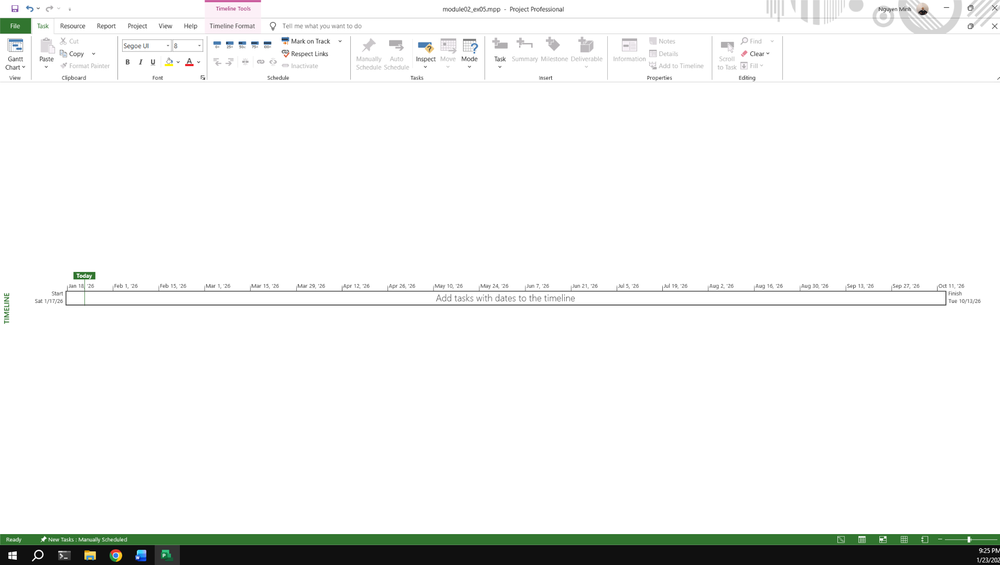 Timeline Tools
module02_ex05.mpp - Project Professional
Nguyen Minh
File Task Resource Report Project View Help Timeline Format Tell me what you want to do
Gantt Chart
View
Paste
Cut
Copy
Format Painter
Clipboard
Segoe UI 8
B I U A
Font
0% 25% 50% 75% 100%
Mark on Track
Respect Links
Inactivate
Schedule
Manually Schedule
Auto Schedule
Inspect
Move
Mode
Tasks
Task
Summary
Milestone
Deliverable
Insert
Information
Notes
Details
Add to Timeline
Properties
Scroll to Task
Find
Clear
Fill
Editing
Today
Jan 18, '26 Feb 1, '26 Feb 15, '26 Mar 1, '26 Mar 15, '26 Mar 29, '26 Apr 12, '26 Apr 26, '26 May 10, '26 May 24, '26 Jun 7, '26 Jun 21, '26 Jul 5, '26 Jul 19, '26 Aug 2, '26 Aug 16, '26 Aug 30, '26 Sep 13, '26 Sep 27, '26 Oct 11, '26
Start
Sat 1/17/26
Add tasks with dates to the timeline
Finish
Tue 10/13/26
TIMELINE
Ready New Tasks : Manually Scheduled
9:25 PM
1/23/202